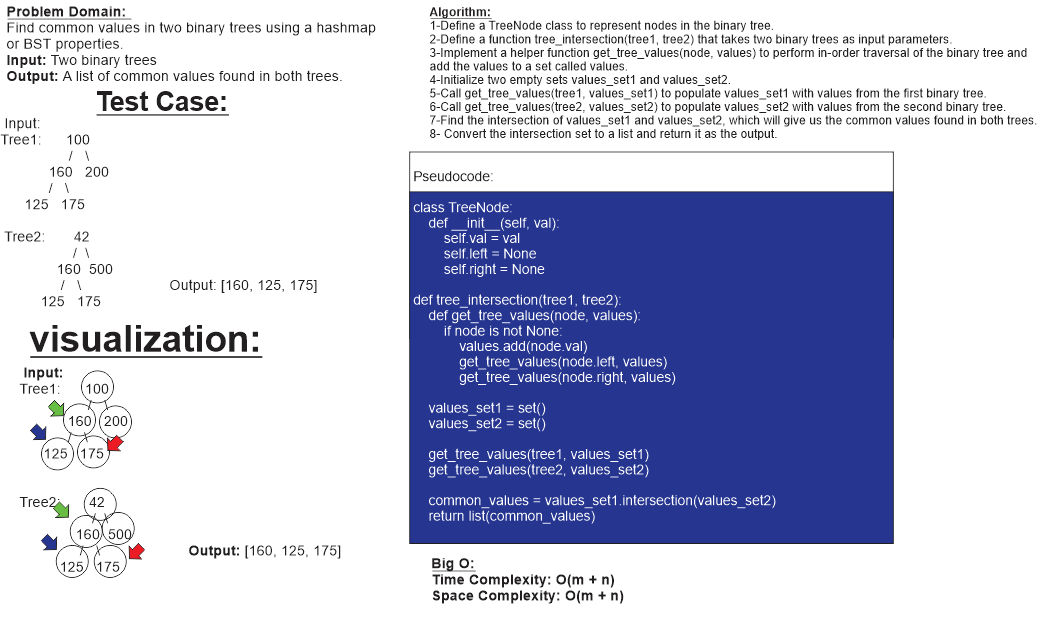 Problem Domain:
Find common values in two binary trees using a hashmap
or BST properties.
Input: Two binary trees
Output: A list of common values found in both trees.
Test Case:
Input:
Tree1: 100
/ \
160 200
/ \
125 175
Tree2: 42
/ \
160 500
/ \
125 175
Output: [160, 125, 175]
visualization:
Input:
Tree1:
100
160 200
125 175
Tree2:
42
160 500
125 175
Output: [160, 125, 175]
Algorithm:
1-Define a TreeNode class to represent nodes in the binary tree.
2-Define a function tree_intersection(tree1, tree2) that takes two binary trees as input parameters.
3-Implement a helper function get_tree_values(node, values) to perform in-order traversal of the binary tree and
add the values to a set called values.
4-Initialize two empty sets values_set1 and values_set2.
5-Call get_tree_values(tree1, values_set1) to populate values_set1 with values from the first binary tree.
6-Call get_tree_values(tree2, values_set2) to populate values_set2 with values from the second binary tree.
7-Find the intersection of values_set1 and values_set2, which will give us the common values found in both trees.
8- Convert the intersection set to a list and return it as the output.
Pseudocode:
class TreeNode:
def __init__(self, val):
self.val = val
self.left = None
self.right = None
def tree_intersection(tree1, tree2):
def get_tree_values(node, values):
if node is not None:
values.add(node.val)
get_tree_values(node.left, values)
get_tree_values(node.right, values)
values_set1 = set()
values_set2 = set()
get_tree_values(tree1, values_set1)
get_tree_values(tree2, values_set2)
common_values = values_set1.intersection(values_set2)
return list(common_values)
Big O:
Time Complexity: O(m + n)
Space Complexity: O(m + n)